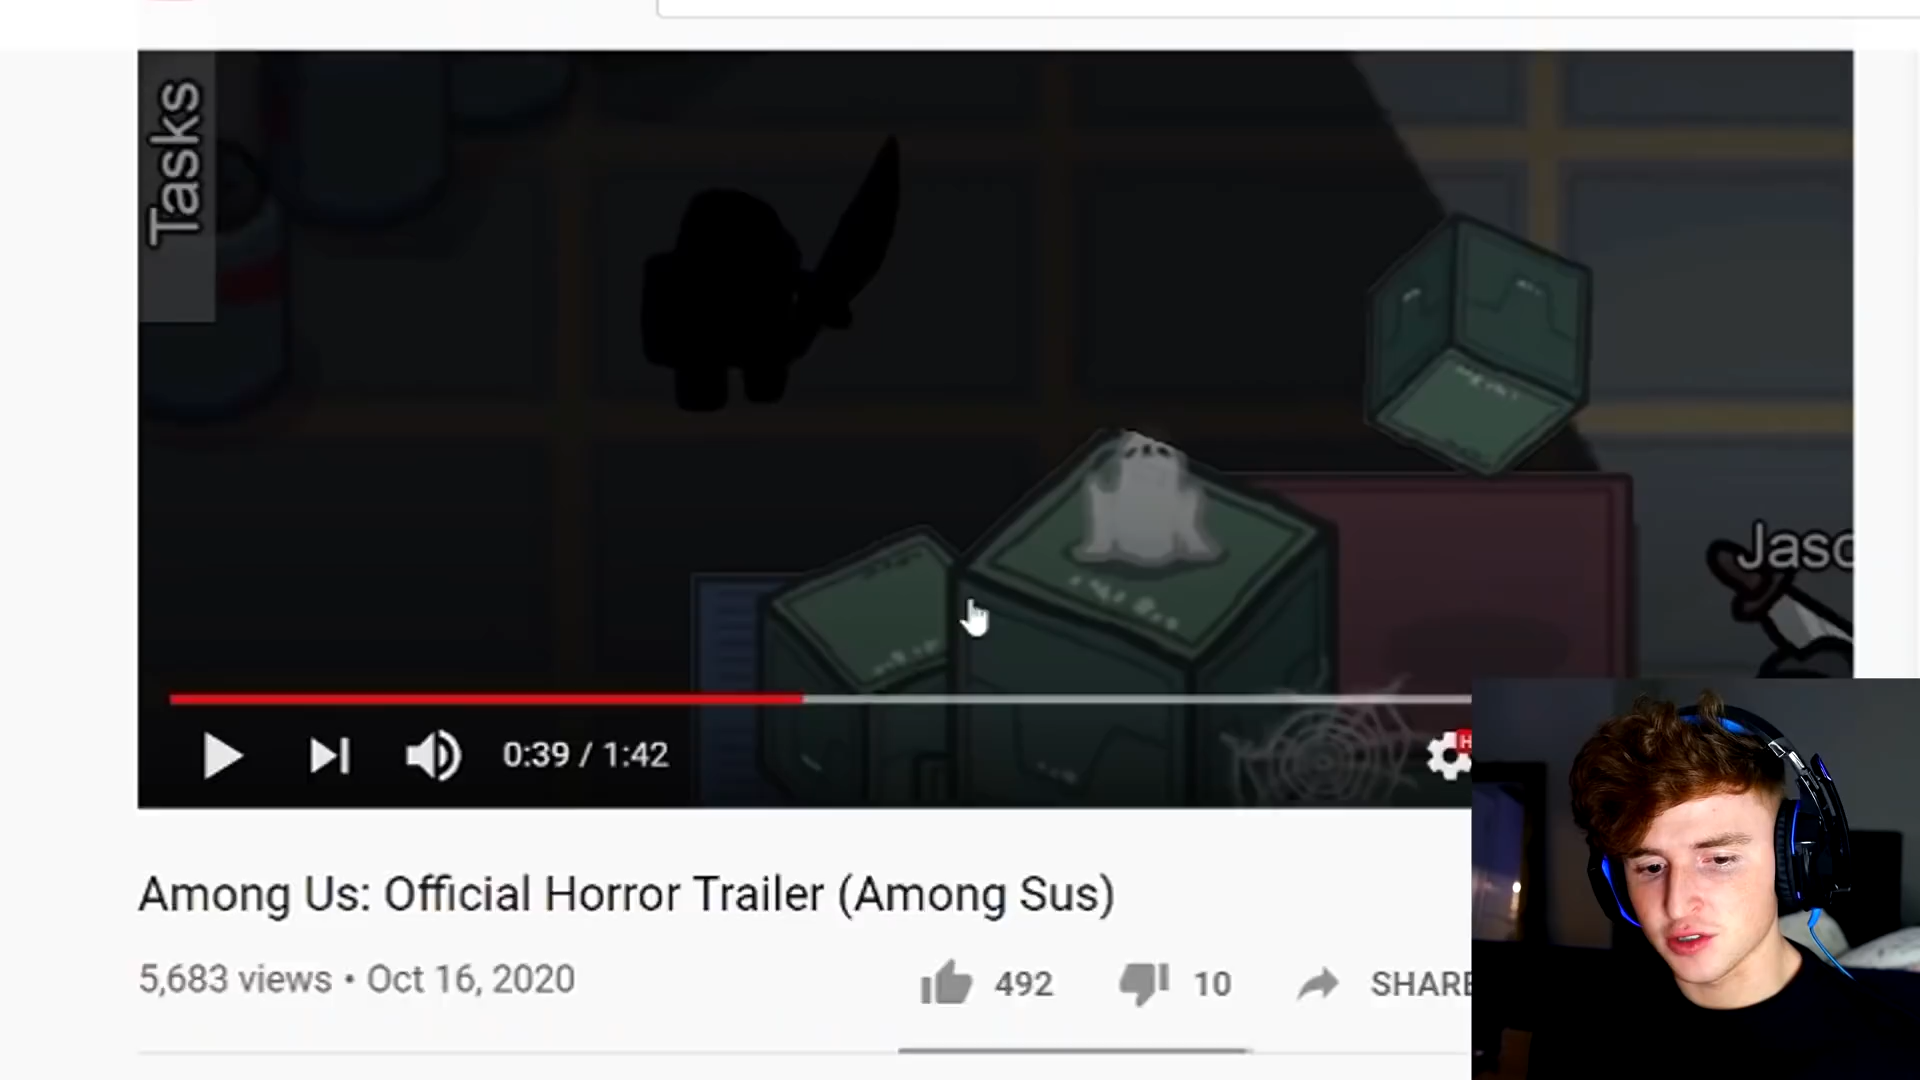 Tasks
Jaso
0:39 / 1:42
Among Us: Official Horror Trailer (Among Sus)
5,683 views • Oct 16, 2020
492
10
SHARE